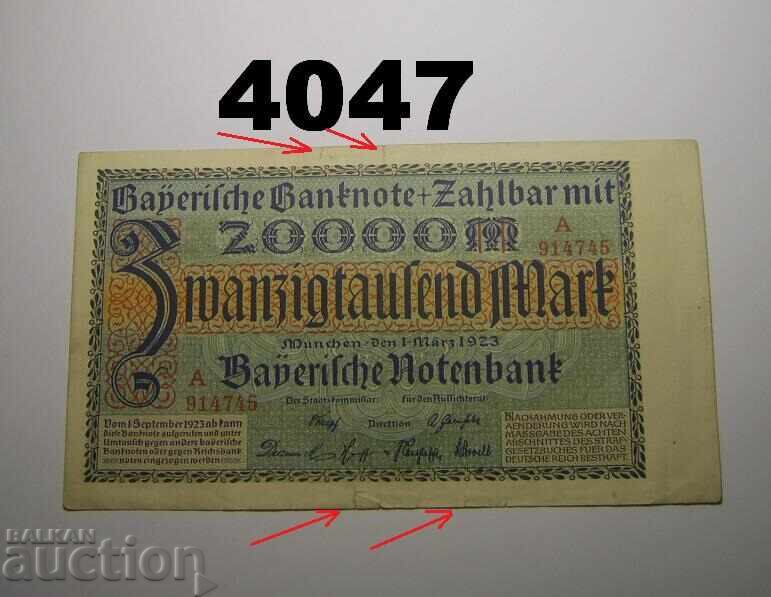 4047
Bayerische Banknote+Zahlbar mit
20000M
A
914745
Zwanzigtausend Mark
München·den 1·März 1923
Bayerische Notenbank
A
914745
Der Staatskommissar: für den Aufsichtsrat:
Direktion
Vom 1 September 1923 ab kann
diese Banknote aufgerufen und unter
Umtausch gegen andere bayerische
Banknoten oder gegen Reichsbank
noten eingezogen werden
NACHAHMUNG ODER VER-
AENDERUNG WIRD NACH
MASSGABE DES ACHTEN
ABSCHNITTES DES STRAF-
GESETZBUCHES FUER DAS
DEUTSCHE REICH BESTRAFT.
BALKAN
AUCTION